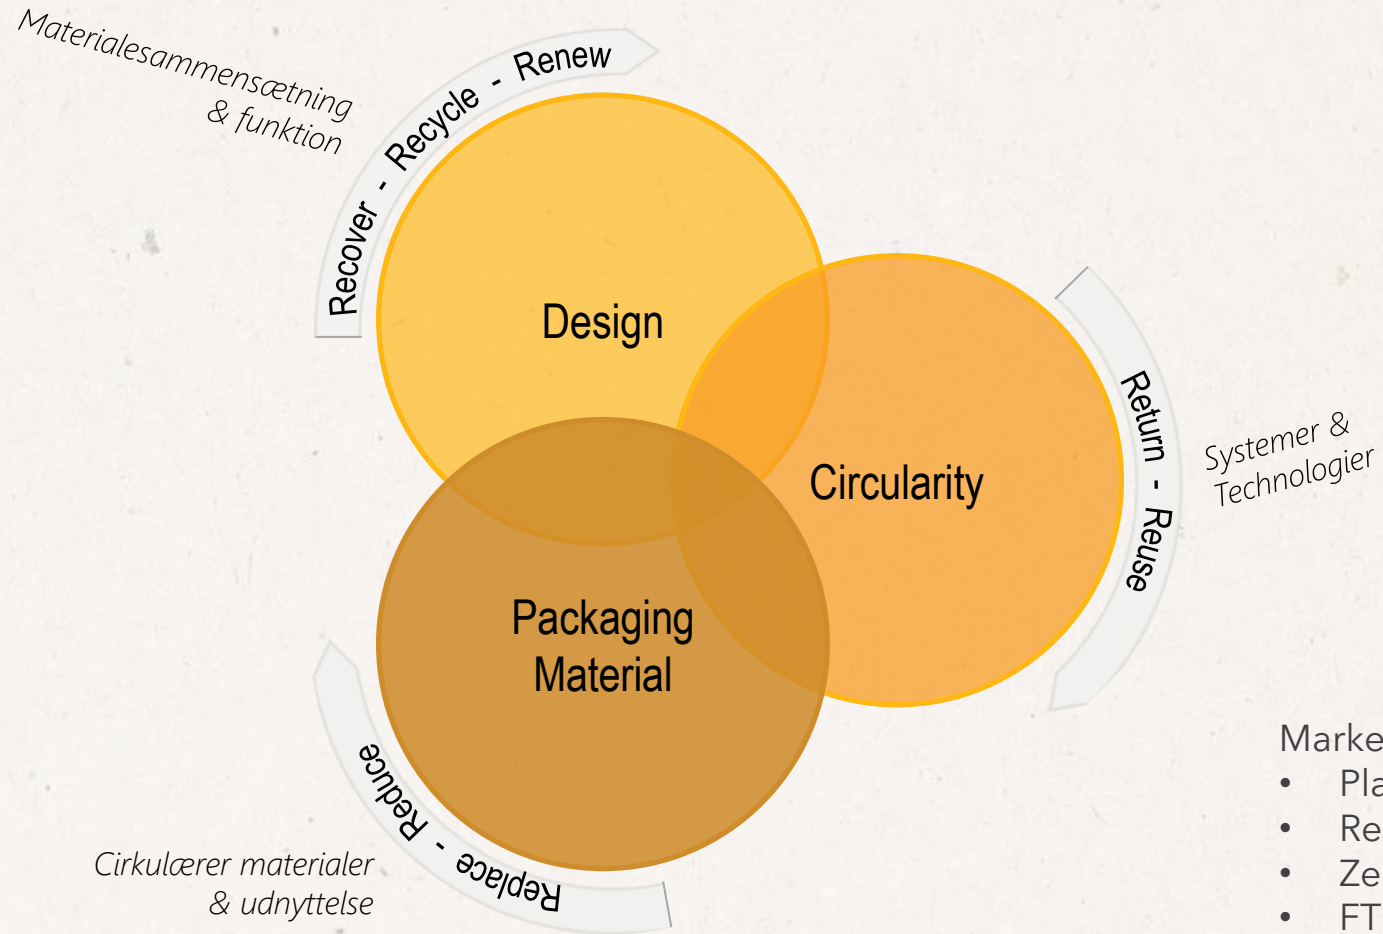 Materialesammensætning
& funktion
Recover - Recycle - Renew
Design
Circularity
Return - Reuse
Systemer &
Technologier
Packaging
Material
Replace - Reduce
Cirkulærer materialer
& udnyttelse
•
•
•
•